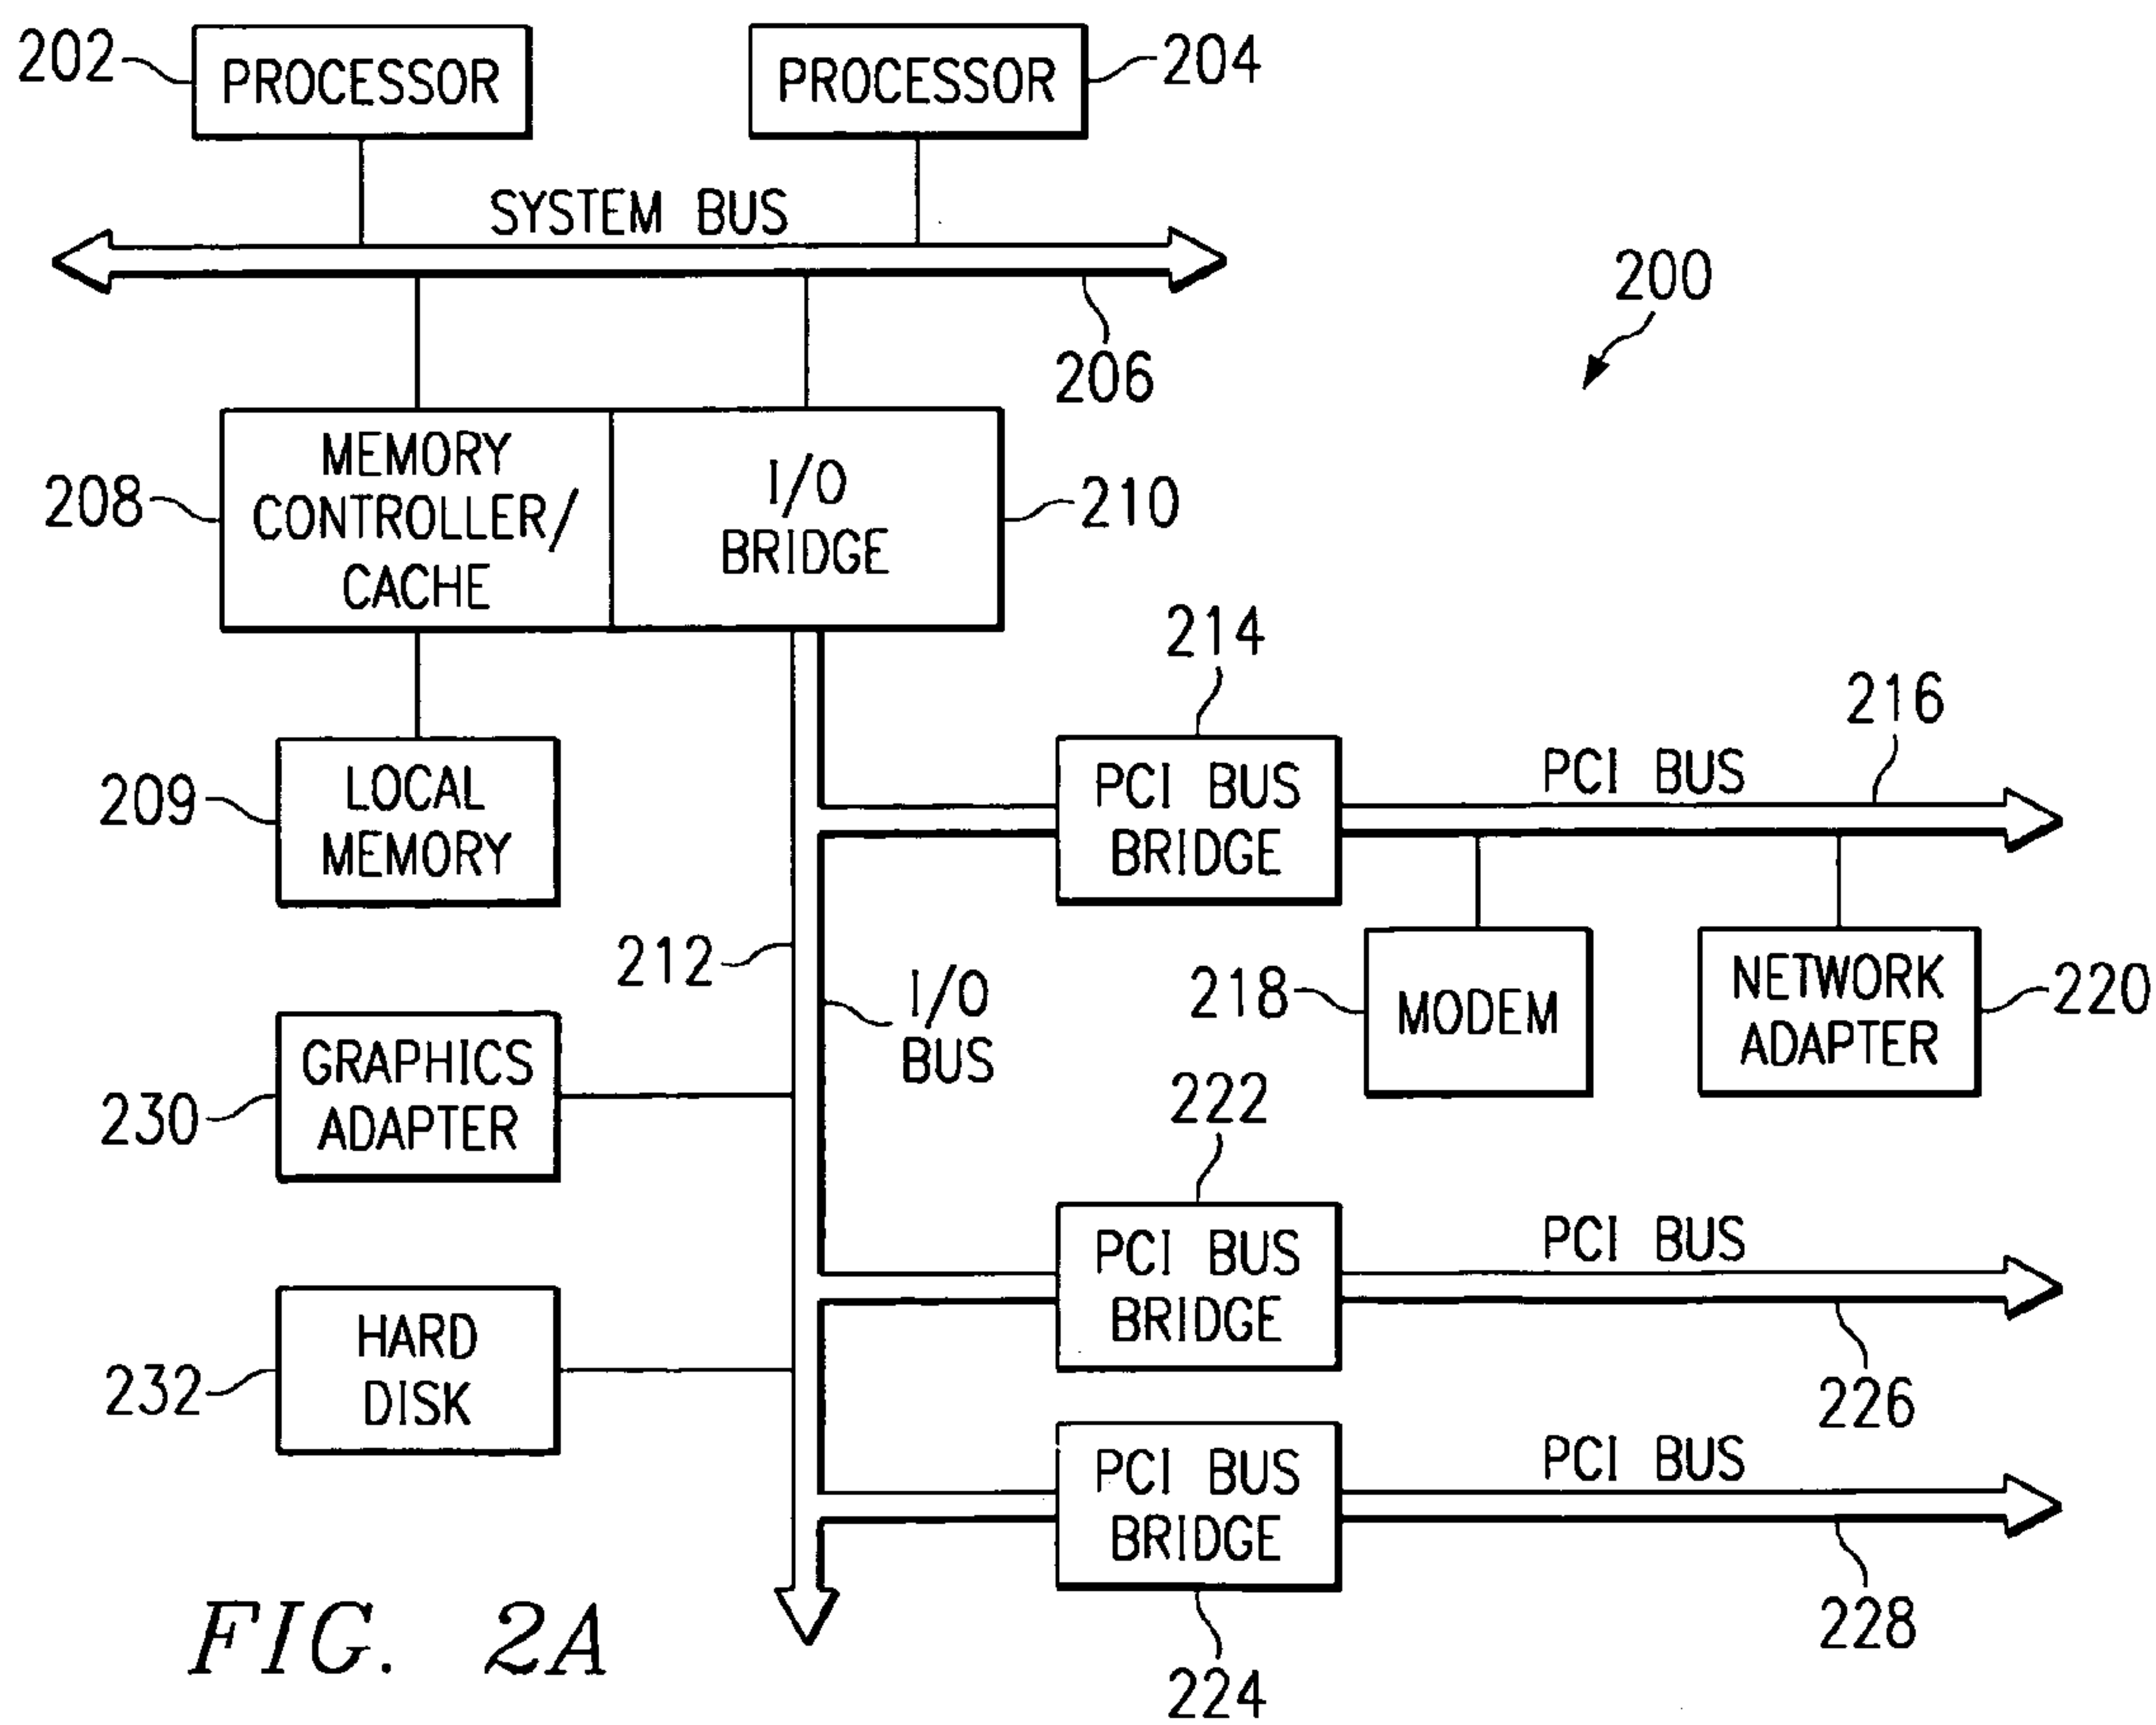 202
PROCESSOR
PROCESSOR
204
SYSTEM BUS
206
200
208
MEMORY
CONTROLLER/
CACHE
I/O
BRIDGE
210
209
LOCAL
MEMORY
214
PCI BUS
BRIDGE
PCI BUS
216
212
I/O
BUS
218
MODEM
NETWORK
ADAPTER
220
230
GRAPHICS
ADAPTER
222
PCI BUS
BRIDGE
PCI BUS
226
232
HARD
DISK
PCI BUS
BRIDGE
PCI BUS
228
224
FIG. 2A